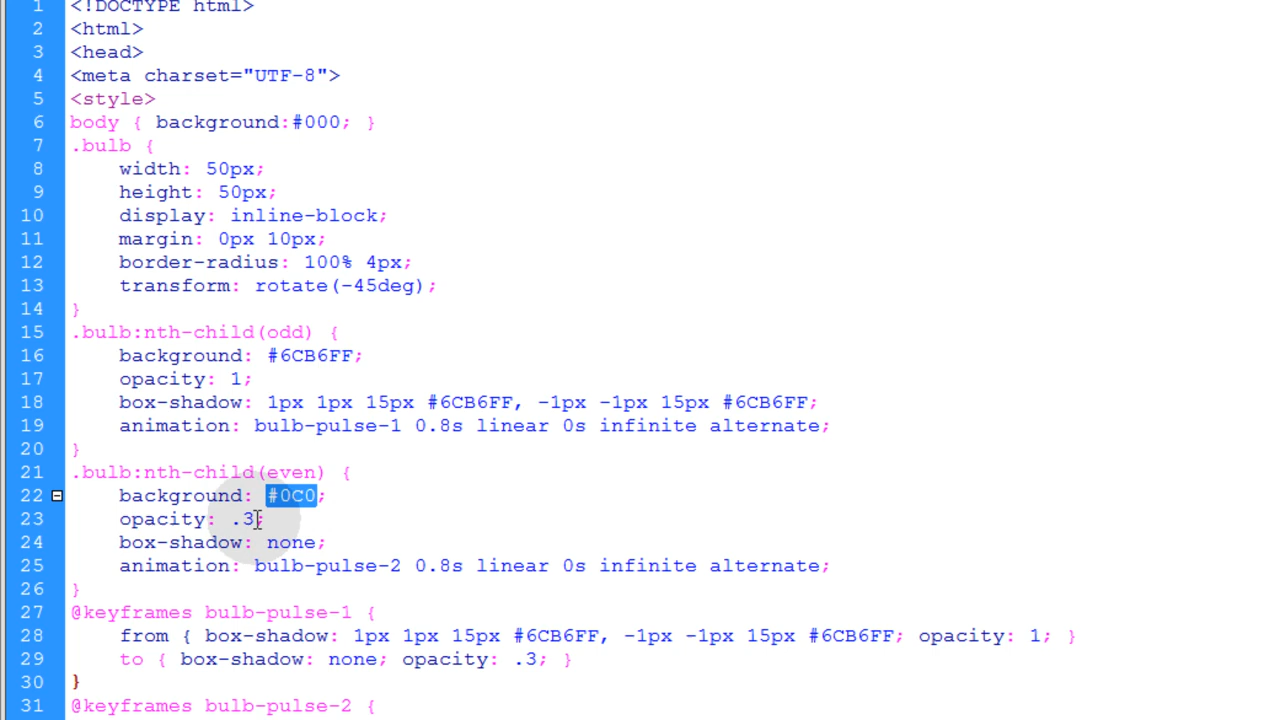 1 <!DOCTYPE html>
2 <html>
3 <head>
4 <meta charset="UTF-8">
5 <style>
6 body { background:#000; }
7 .bulb {
8 width: 50px;
9 height: 50px;
10 display: inline-block;
11 margin: 0px 10px;
12 border-radius: 100% 4px;
13 transform: rotate(-45deg);
14 }
15 .bulb:nth-child(odd) {
16 background: #6CB6FF;
17 opacity: 1;
18 box-shadow: 1px 1px 15px #6CB6FF, -1px -1px 15px #6CB6FF;
19 animation: bulb-pulse-1 0.8s linear 0s infinite alternate;
20 }
21 .bulb:nth-child(even) {
22 background: #0C0;
23 opacity: .3;
24 box-shadow: none;
25 animation: bulb-pulse-2 0.8s linear 0s infinite alternate;
26 }
27 @keyframes bulb-pulse-1 {
28 from { box-shadow: 1px 1px 15px #6CB6FF, -1px -1px 15px #6CB6FF; opacity: 1; }
29 to { box-shadow: none; opacity: .3; }
30 }
31 @keyframes bulb-pulse-2 {